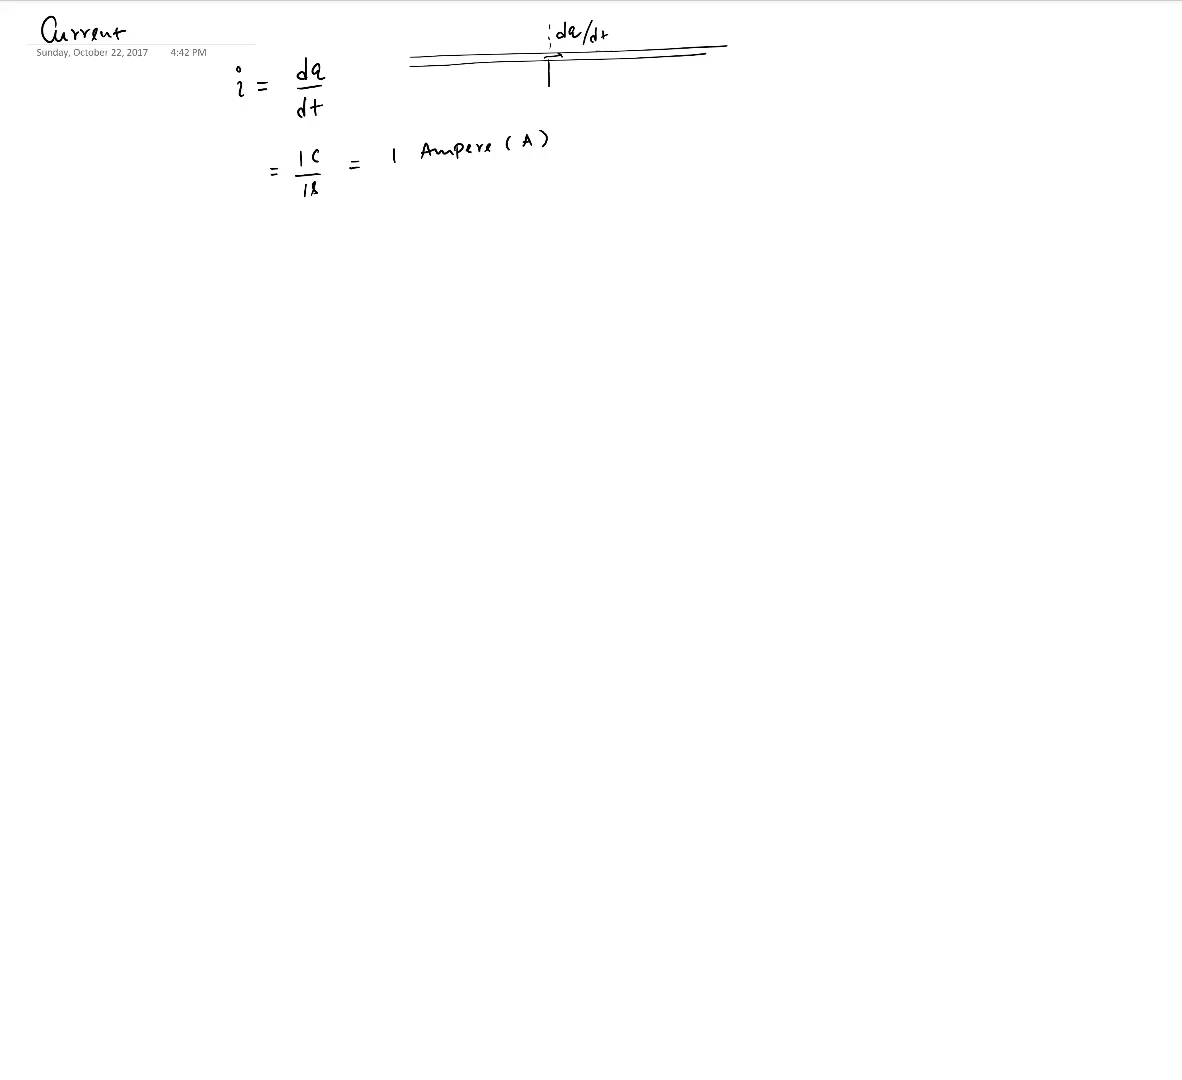 Current
Sunday, October 22, 2017 4:42 PM
dq/dt
i = dq/dt
= 1C/1s = 1 Ampere (A)